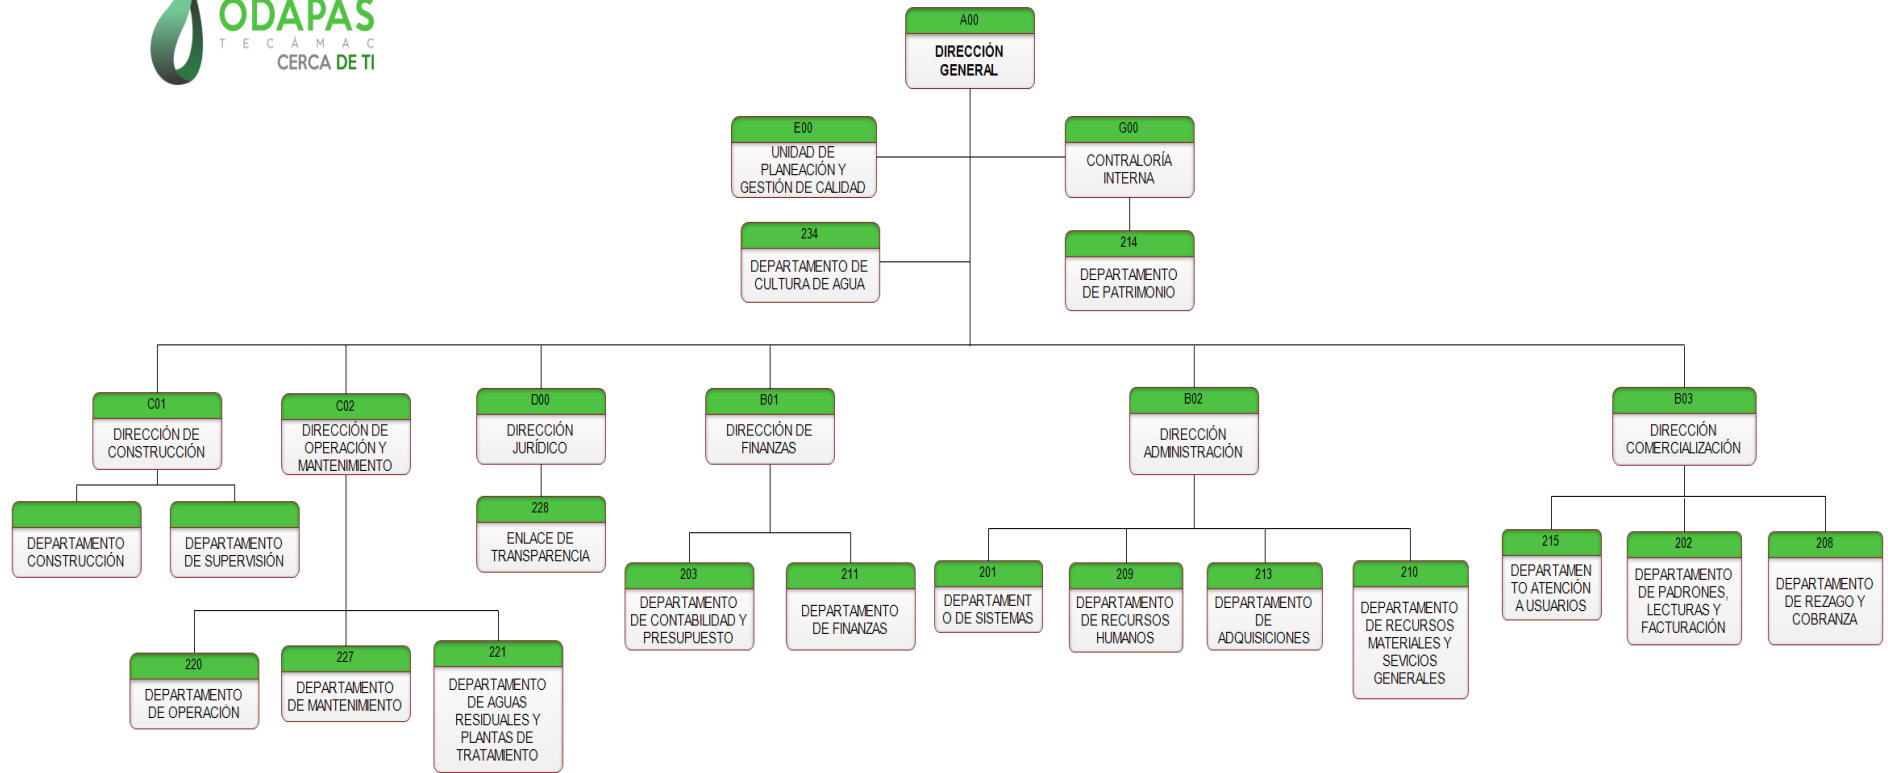 ODAPAS
TECÁMAC
CERCA DE TI
A00
DIRECCIÓN
GENERAL
E00
UNIDAD DE
PLANEACIÓN Y
GESTIÓN DE CALIDAD
G00
CONTRALORÍA
INTERNA
234
DEPARTAMENTO DE
CULTURA DE AGUA
214
DEPARTAMENTO
DE PATRIMONIO
C01
DIRECCIÓN DE
CONSTRUCCIÓN
C02
DIRECCIÓN DE
OPERACIÓN Y
MANTENIMIENTO
D00
DIRECCIÓN
JURÍDICO
B01
DIRECCIÓN DE
FINANZAS
B02
DIRECCIÓN
ADMINISTRACIÓN
B03
DIRECCIÓN
COMERCIALIZACIÓN
DEPARTAMENTO
CONSTRUCCIÓN
DEPARTAMENTO
DE SUPERVISIÓN
228
ENLACE DE
TRANSPARENCIA
203
DEPARTAMENTO
DE CONTABILIDAD Y
PRESUPUESTO
211
DEPARTAMENTO
DE FINANZAS
201
DEPARTAMENT
O DE SISTEMAS
209
DEPARTAMENTO
DE RECURSOS
HUMANOS
213
DEPARTAMENTO
DE
ADQUISICIONES
210
DEPARTAMENTO
DE RECURSOS
MATERIALES Y
SEVICIOS
GENERALES
215
DEPARTAMEN
TO ATENCIÓN
A USUARIOS
202
DEPARTAMENTO
DE PADRONES,
LECTURAS Y
FACTURACIÓN
208
DEPARTAMENTO
DE REZAGO Y
COBRANZA
220
DEPARTAMENTO
DE OPERACIÓN
227
DEPARTAMENTO
DE MANTENIMIENTO
221
DEPARTAMENTO
DE AGUAS
RESIDUALES Y
PLANTAS DE
TRATAMIENTO